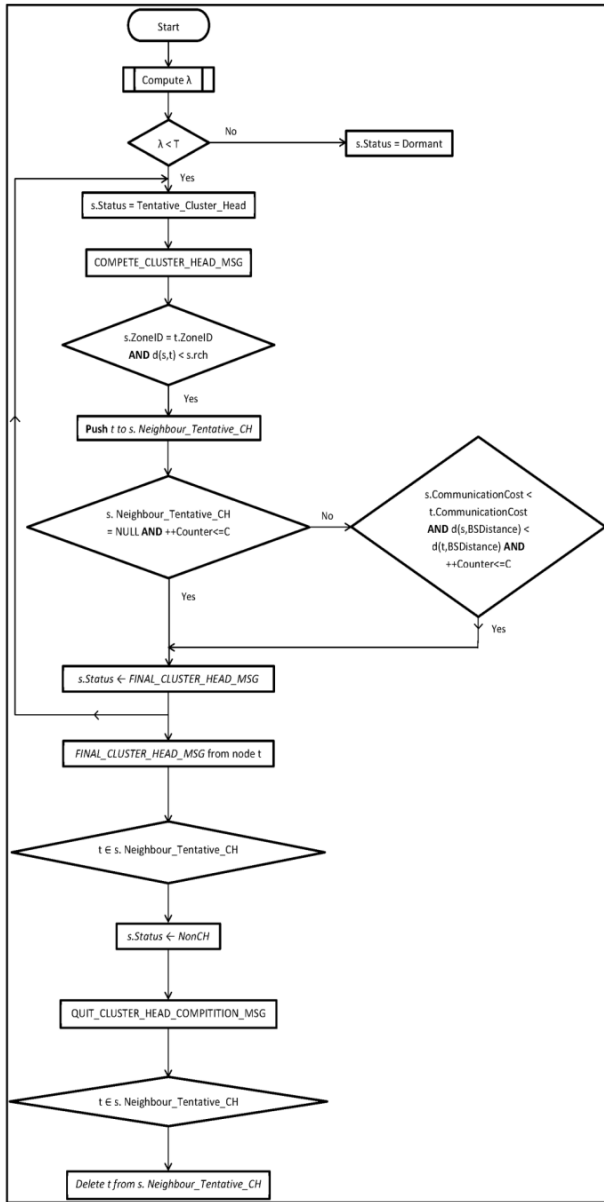 Start
Compute λ
λ < T
No
s.Status = Dormant
Yes
s.Status = Tentative_Cluster_Head
COMPETE_CLUSTER_HEAD_MSG
s.ZoneID = t.ZoneID
AND d(s,t) < s.rch
Yes
Push t to s. Neighbour_Tentative_CH
s. Neighbour_Tentative_CH
= NULL AND ++Counter<=C
No
s.CommunicationCost <
t.CommunicationCost
AND d(s,BSDistance) <
d(t,BSDistance) AND
++Counter<=C
Yes
Yes
s.Status ← FINAL_CLUSTER_HEAD_MSG
FINAL_CLUSTER_HEAD_MSG from node t
t ∈ s. Neighbour_Tentative_CH
s.Status ← NonCH
QUIT_CLUSTER_HEAD_COMPITITION_MSG
t ∈ s. Neighbour_Tentative_CH
Delete t from s. Neighbour_Tentative_CH